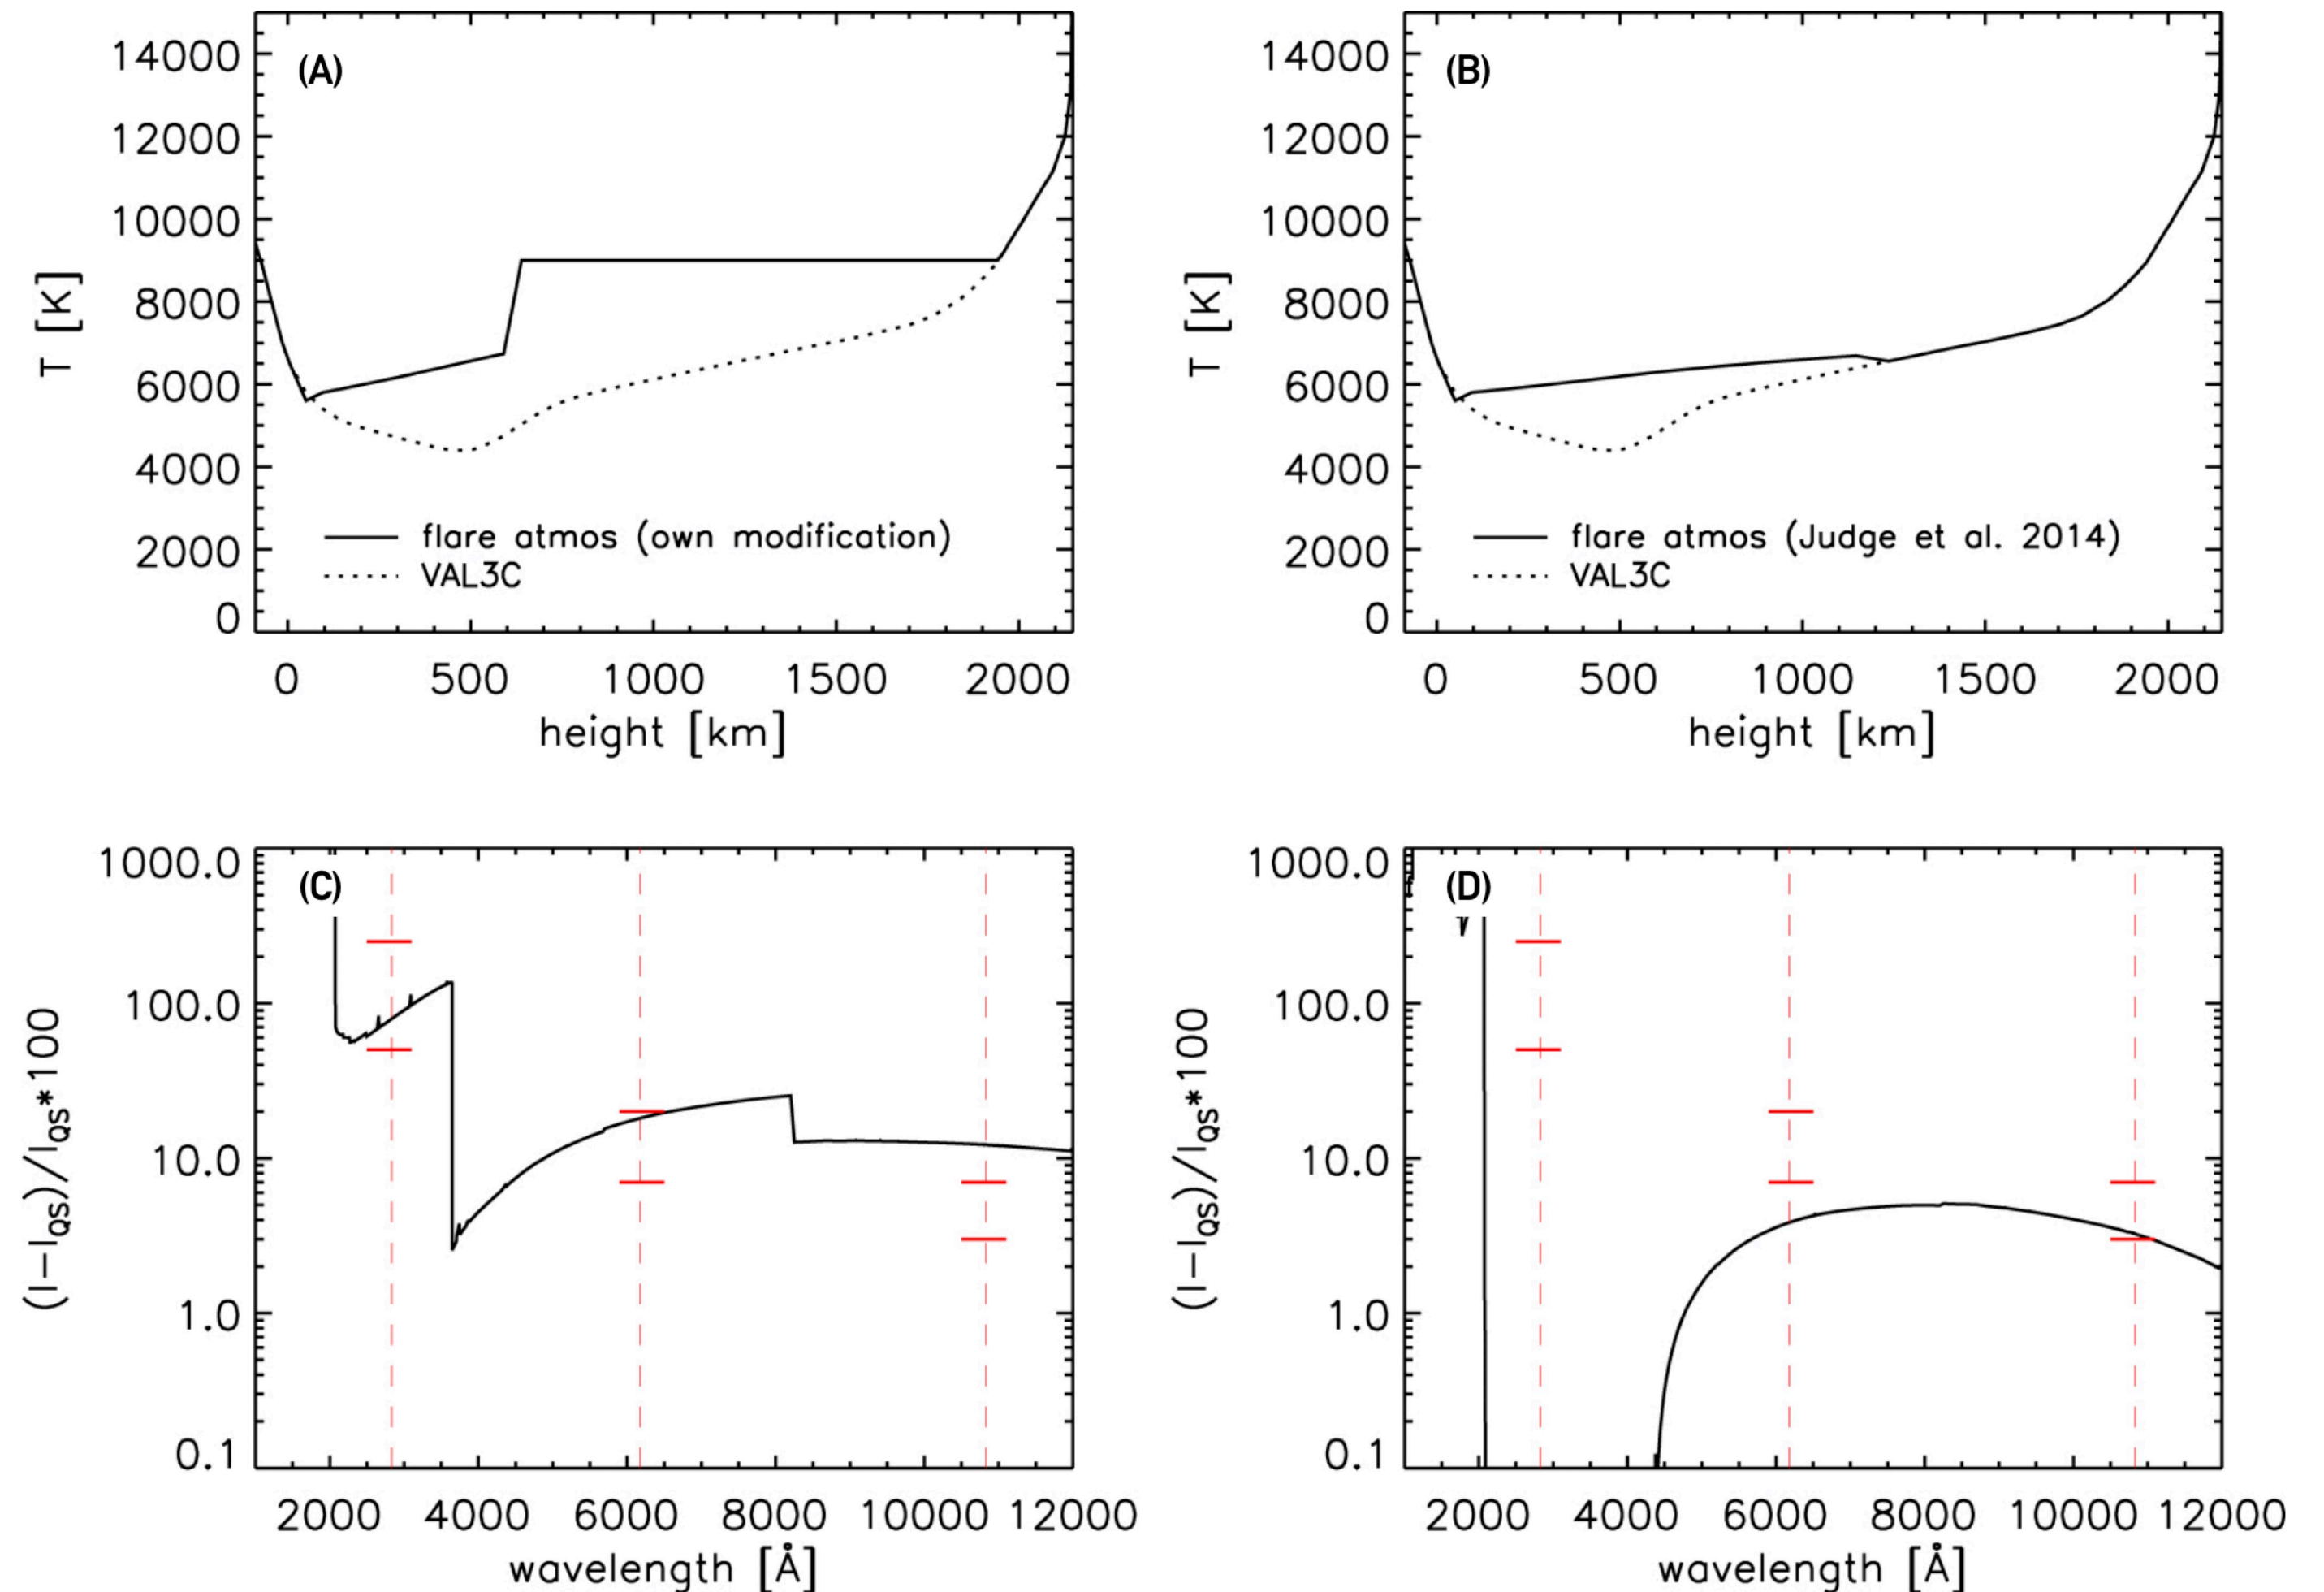 (A)
T [K]
14000
12000
10000
8000
6000
4000
2000
0
flare atmos (own modification)
VAL3C
0 500 1000 1500 2000
height [km]
(B)
T [K]
14000
12000
10000
8000
6000
4000
2000
0
flare atmos (Judge et al. 2014)
VAL3C
0 500 1000 1500 2000
height [km]
(C)
(I−IQS)/IQS*100
1000.0
100.0
10.0
1.0
0.1
2000 4000 6000 8000 10000 12000
wavelength [Å]
(D)
(I−IQS)/IQS*100
1000.0
100.0
10.0
1.0
0.1
2000 4000 6000 8000 10000 12000
wavelength [Å]